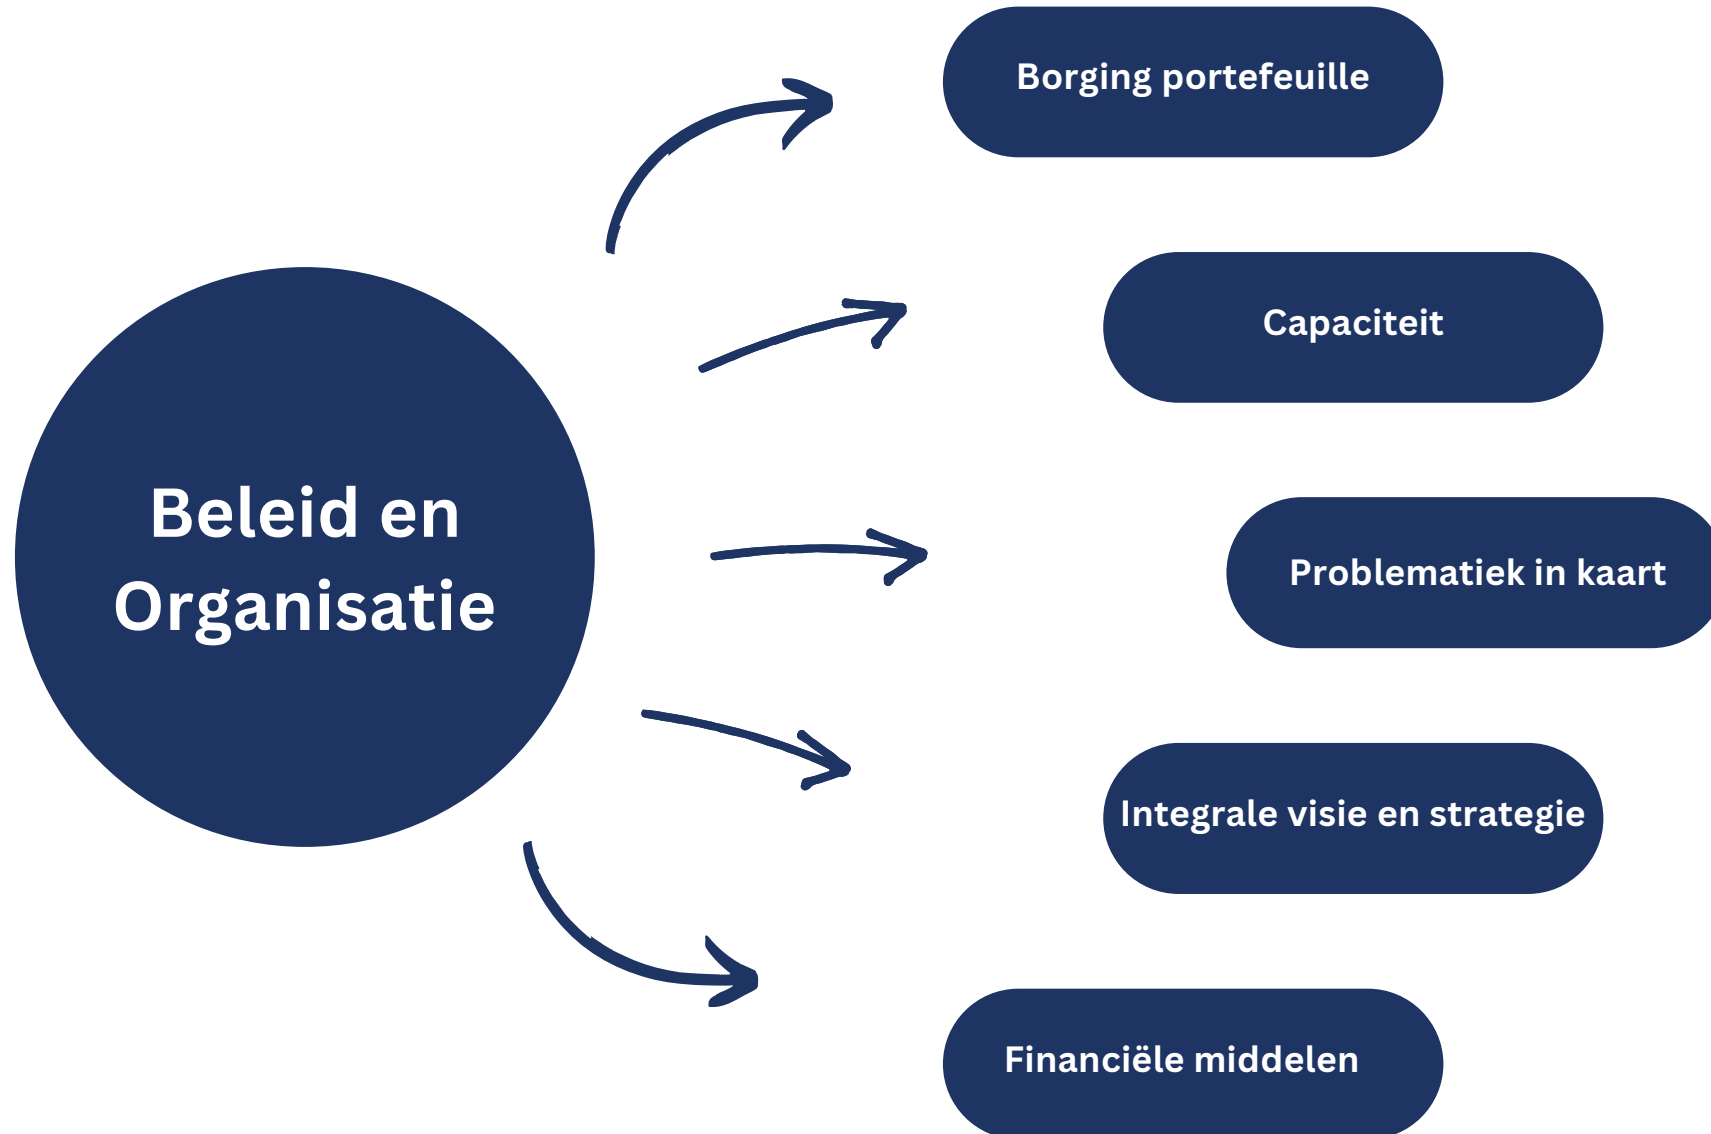 Borging portefeuille
Capaciteit
Beleid en
Organisatie
Problematiek in kaart
Integrale visie en strategie
Financiële middelen